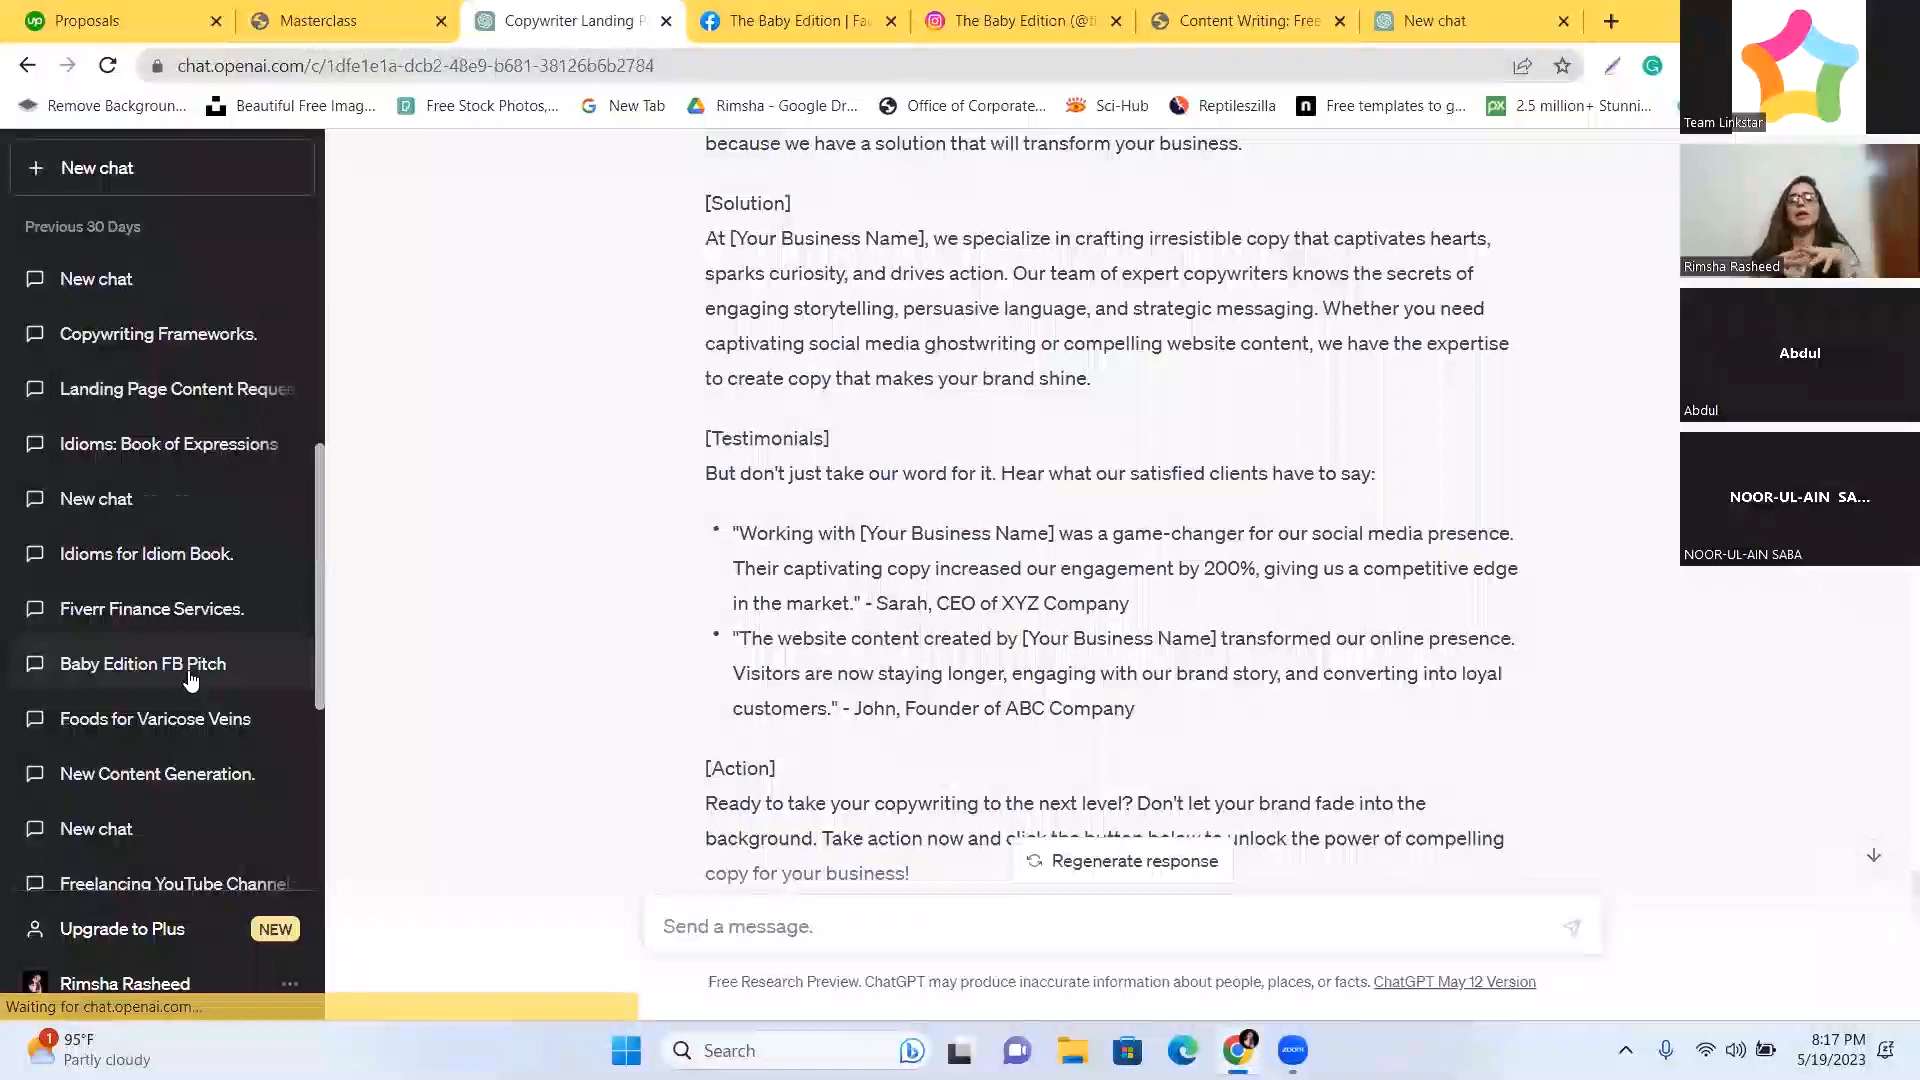 Proposals
Masterclass
Copywriter Landing P
The Baby Edition | Fa
The Baby Edition (@t
Content Writing: Free
New chat
chat.openai.com/c/1dfe1e1a-dcb2-48e9-b681-38126b6b2784
Remove Backgroun...
Beautiful Free Imag...
Free Stock Photos,...
New Tab
Rimsha - Google Dr...
Office of Corporate...
Sci-Hub
Reptileszilla
Free templates to g...
2.5 million+ Stunni...
New chat
Previous 30 Days
New chat
Copywriting Frameworks.
Landing Page Content Reque
Idioms: Book of Expressions
New chat
Idioms for Idiom Book.
Fiverr Finance Services.
Baby Edition FB Pitch
Foods for Varicose Veins
New Content Generation.
New chat
Freelancing YouTube Channel
Upgrade to Plus
NEW
Rimsha Rasheed
Waiting for chat.openai.com...
because we have a solution that will transform your business.
[Solution]
At [Your Business Name], we specialize in crafting irresistible copy that captivates hearts,
sparks curiosity, and drives action. Our team of expert copywriters knows the secrets of
engaging storytelling, persuasive language, and strategic messaging. Whether you need
captivating social media ghostwriting or compelling website content, we have the expertise
to create copy that makes your brand shine.
[Testimonials]
But don't just take our word for it. Hear what our satisfied clients have to say:
• "Working with [Your Business Name] was a game-changer for our social media presence.
Their captivating copy increased our engagement by 200%, giving us a competitive edge
in the market." - Sarah, CEO of XYZ Company
• "The website content created by [Your Business Name] transformed our online presence.
Visitors are now staying longer, engaging with our brand story, and converting into loyal
customers." - John, Founder of ABC Company
[Action]
Ready to take your copywriting to the next level? Don't let your brand fade into the
background. Take action now and click the button below to unlock the power of compelling
copy for your business!
Regenerate response
Send a message.
Free Research Preview. ChatGPT may produce inaccurate information about people, places, or facts. ChatGPT May 12 Version
Team Linkstar
Rimsha Rasheed
Abdul
Abdul
NOOR-UL-AIN SA...
NOOR-UL-AIN SABA
1
95°F
Partly cloudy
Search
zoom
8:17 PM
5/19/2023